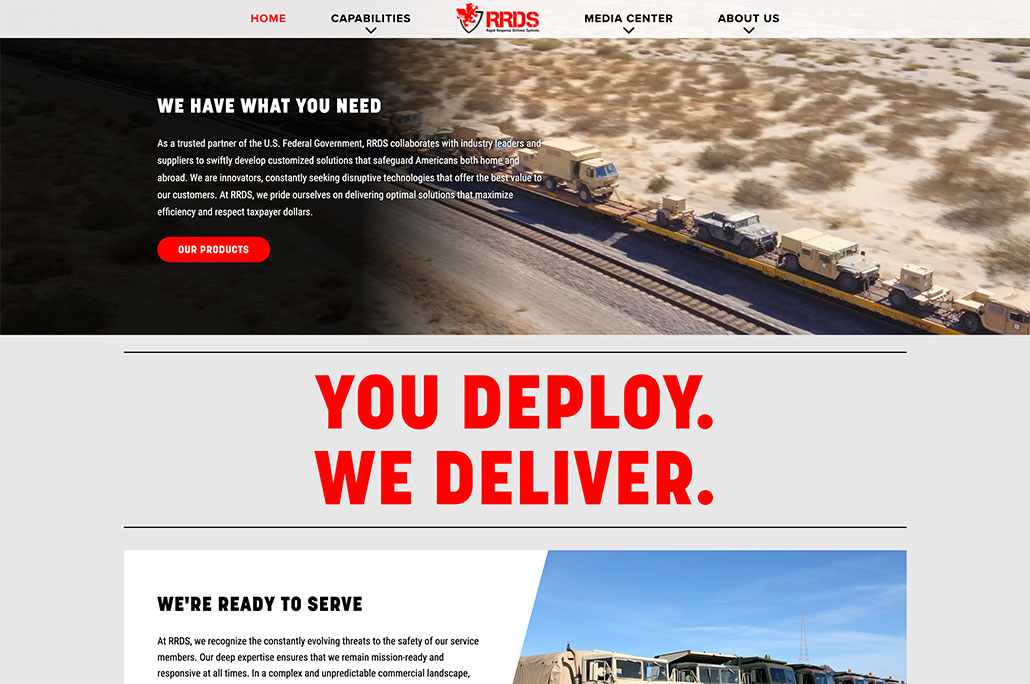 HOME CAPABILITIES RRDS MEDIA CENTER ABOUT US
Rapid Response Defense Systems
WE HAVE WHAT YOU NEED
As a trusted partner of the U.S. Federal Government, RRDS collaborates with industry leaders and
suppliers to swiftly develop customized solutions that safeguard Americans both home and
abroad. We are innovators, constantly seeking disruptive technologies that offer the best value to
our customers. At RRDS, we pride ourselves on delivering optimal solutions that maximize
efficiency and respect taxpayer dollars.
OUR PRODUCTS
YOU DEPLOY.
WE DELIVER.
WE'RE READY TO SERVE
At RRDS, we recognize the constantly evolving threats to the safety of our service
members. Our deep expertise ensures that we remain mission-ready and
responsive at all times. In a complex and unpredictable commercial landscape,